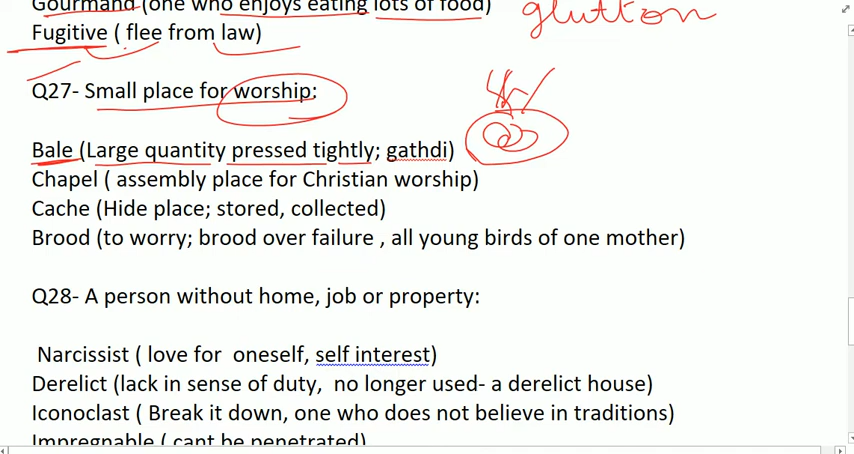 Gourmand (one who enjoys eating lots of food)
glutton
Fugitive ( flee from law)
Q27- Small place for worship:
Bale (Large quantity pressed tightly; gathdi)
Chapel ( assembly place for Christian worship)
Cache (Hide place; stored, collected)
Brood (to worry; brood over failure , all young birds of one mother)
Q28- A person without home, job or property:
Narcissist ( love for oneself, self interest)
Derelict (lack in sense of duty, no longer used- a derelict house)
Iconoclast ( Break it down, one who does not believe in traditions)
Impregnable ( cant be penetrated)